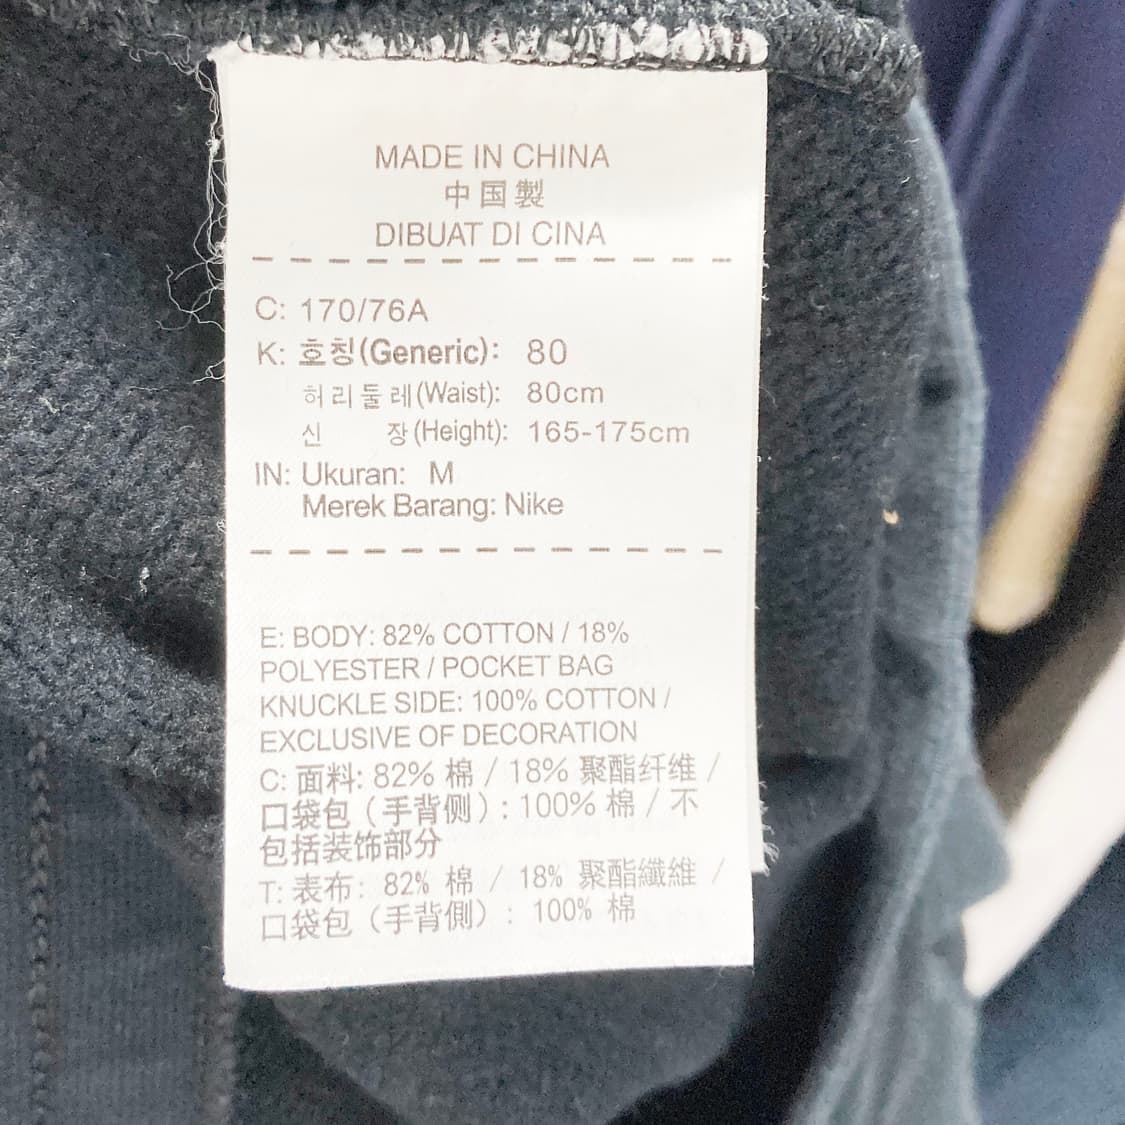 MADE IN CHINA
中国製
DIBUAT DI CINA
C: 170/76A
K: 호칭(Generic): 80
허리둘레(Waist): 80cm
신 장(Height): 165-175cm
IN: Ukuran: M
Merek Barang: Nike
E: BODY: 82% COTTON / 18%
POLYESTER / POCKET BAG
KNUCKLE SIDE: 100% COTTON /
EXCLUSIVE OF DECORATION
C: 面料: 82% 棉 / 18% 聚酯纤维 /
口袋包（手背侧）: 100% 棉 / 不
包括装饰部分
T: 表布: 82% 棉 / 18% 聚酯纖維 /
口袋包（手背側）: 100% 棉